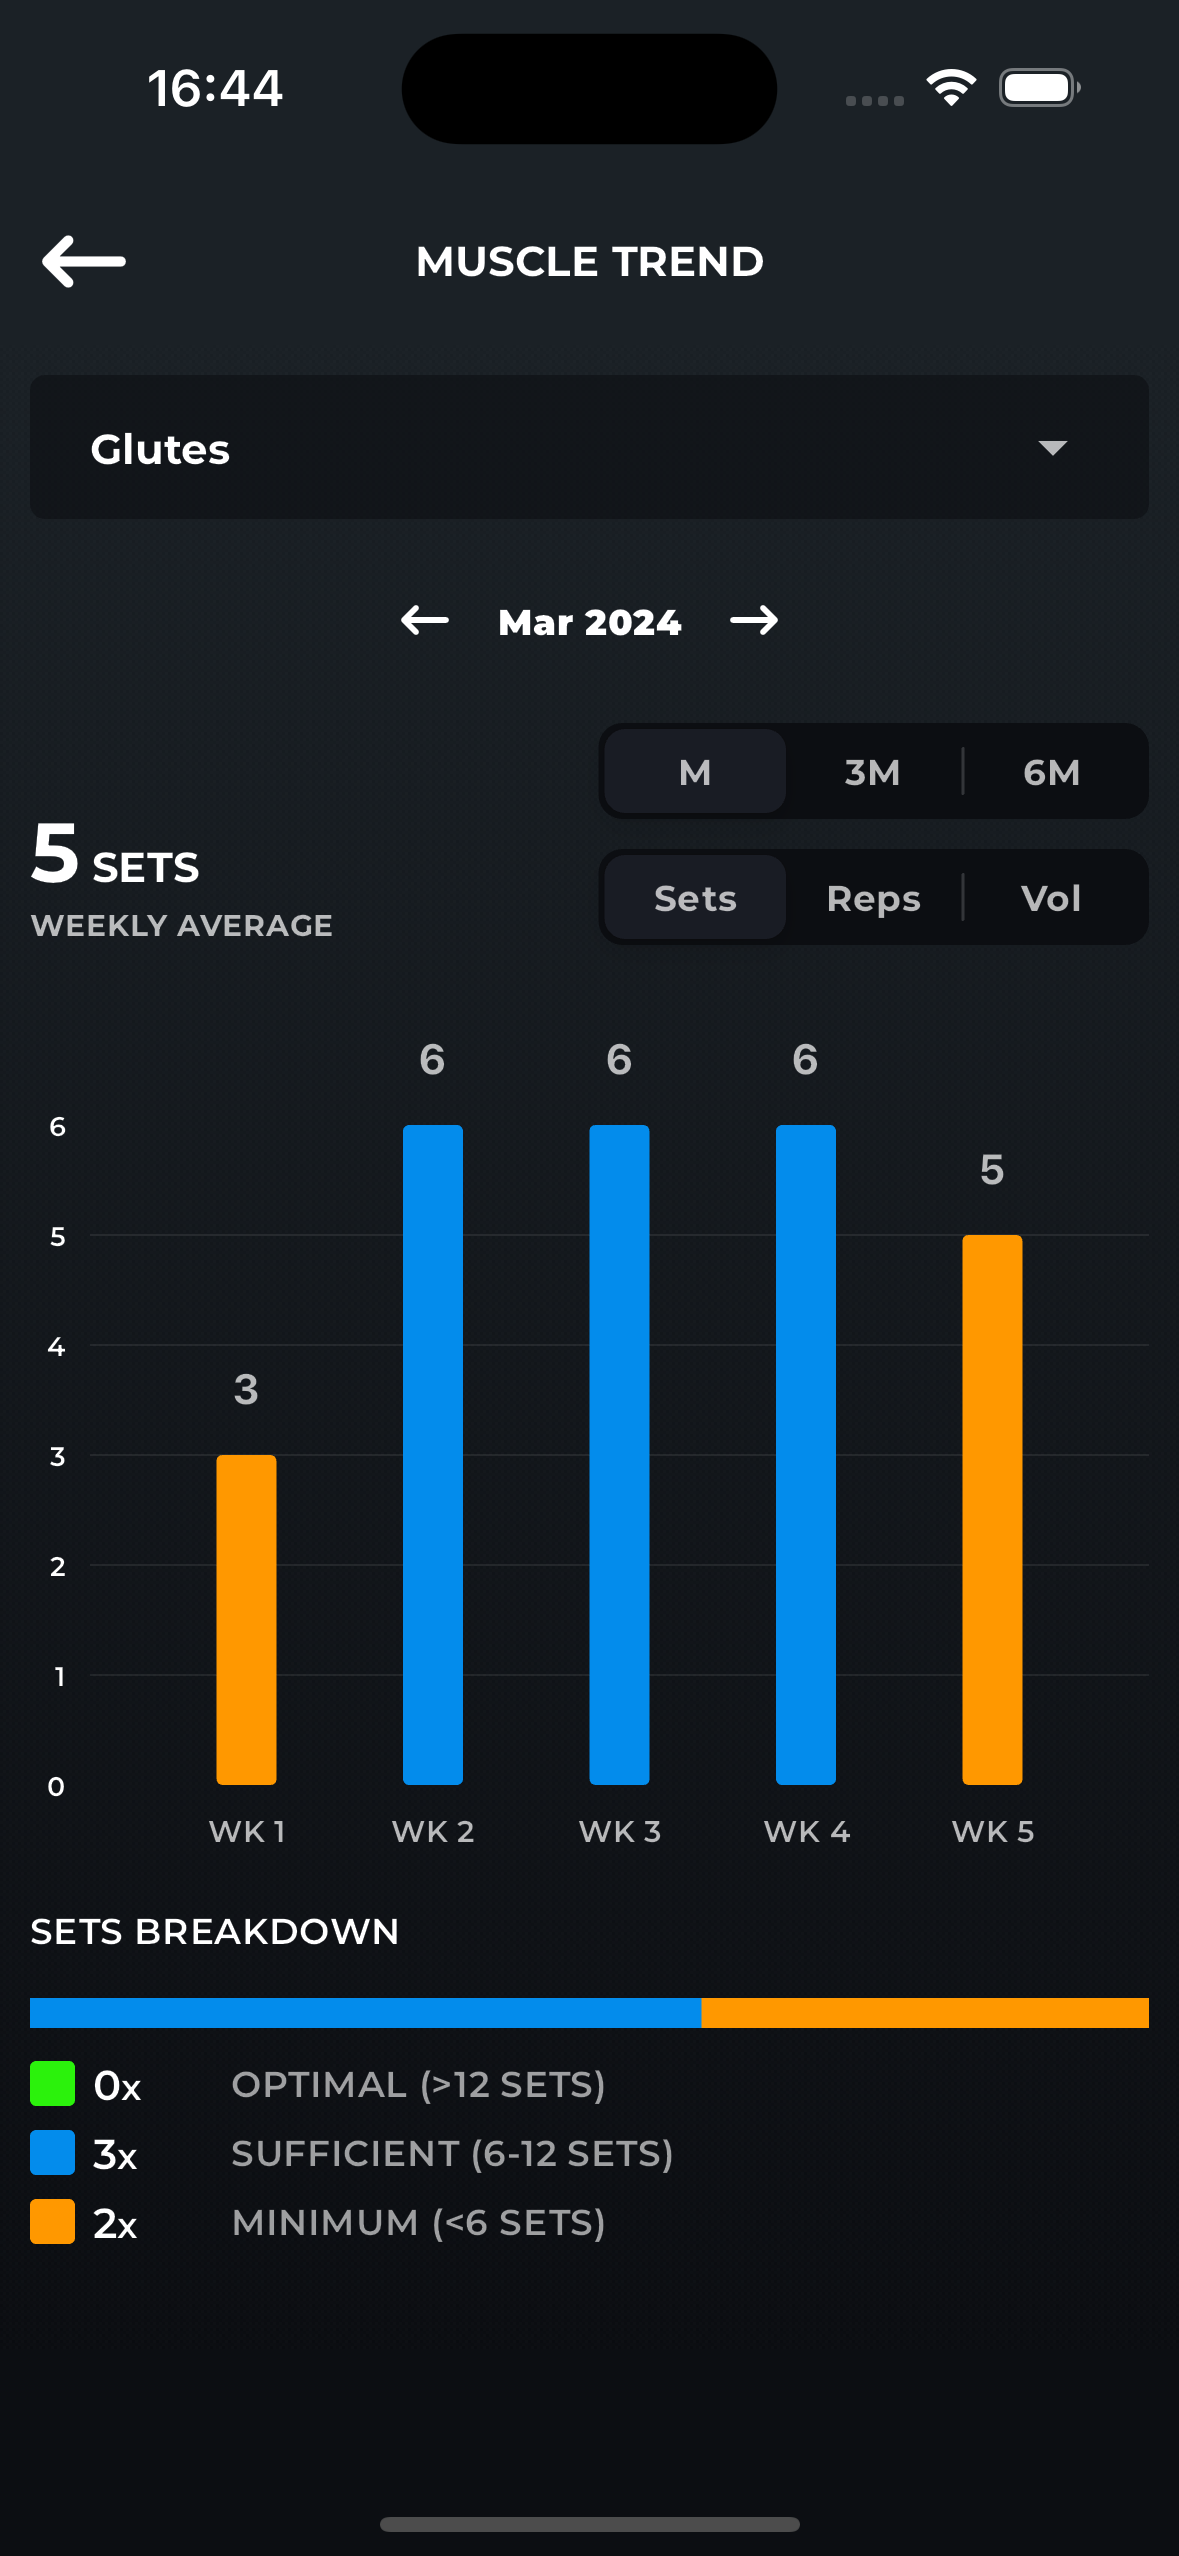 16:44
MUSCLE TREND
Glutes
Mar 2024
M 3M 6M
5 SETS
WEEKLY AVERAGE
Sets Reps Vol
6 6 6
6
5
5
4
3
3
2
1
0
WK 1 WK 2 WK 3 WK 4 WK 5
SETS BREAKDOWN
0x OPTIMAL (>12 SETS)
3x SUFFICIENT (6-12 SETS)
2x MINIMUM (<6 SETS)